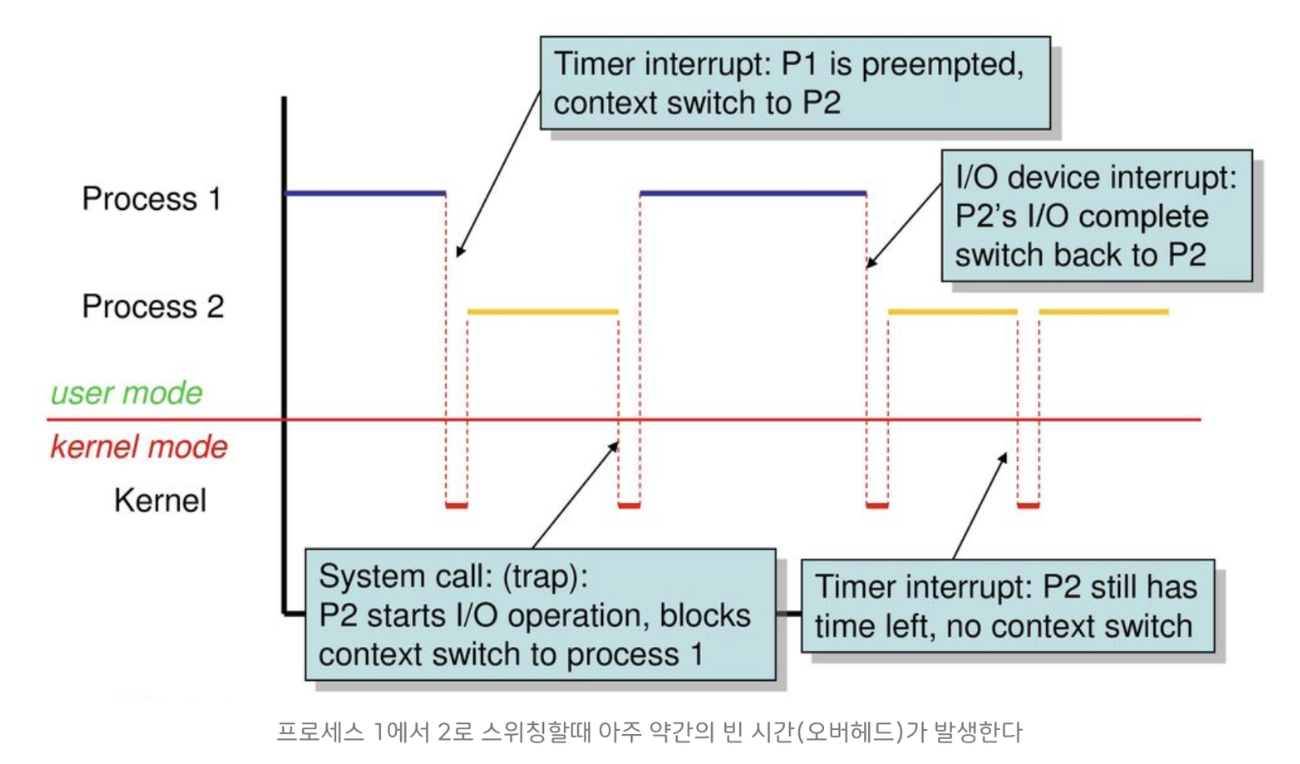 Timer interrupt: P1 is preempted,
context switch to P2
I/O device interrupt:
P2's I/O complete
switch back to P2
Process 1
Process 2
user mode
kernel mode
Kernel
System call: (trap):
P2 starts I/O operation, blocks
context switch to process 1
Timer interrupt: P2 still has
time left, no context switch
프로세스 1에서 2로 스위칭할때 아주 약간의 빈 시간(오버헤드)가 발생한다